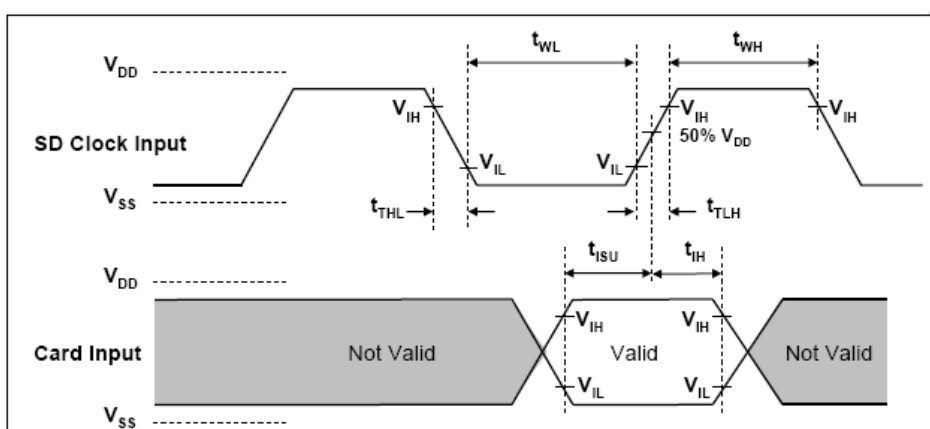 t_WL
t_WH
V_DD
V_IH
V_IH
V_IH
50% V_DD
SD Clock Input
V_IL
V_IL
V_SS
t_THL
t_TLH
t_ISU
t_IH
V_DD
V_IH
V_IH
Card Input
Not Valid
Valid
Not Valid
V_IL
V_IL
V_SS